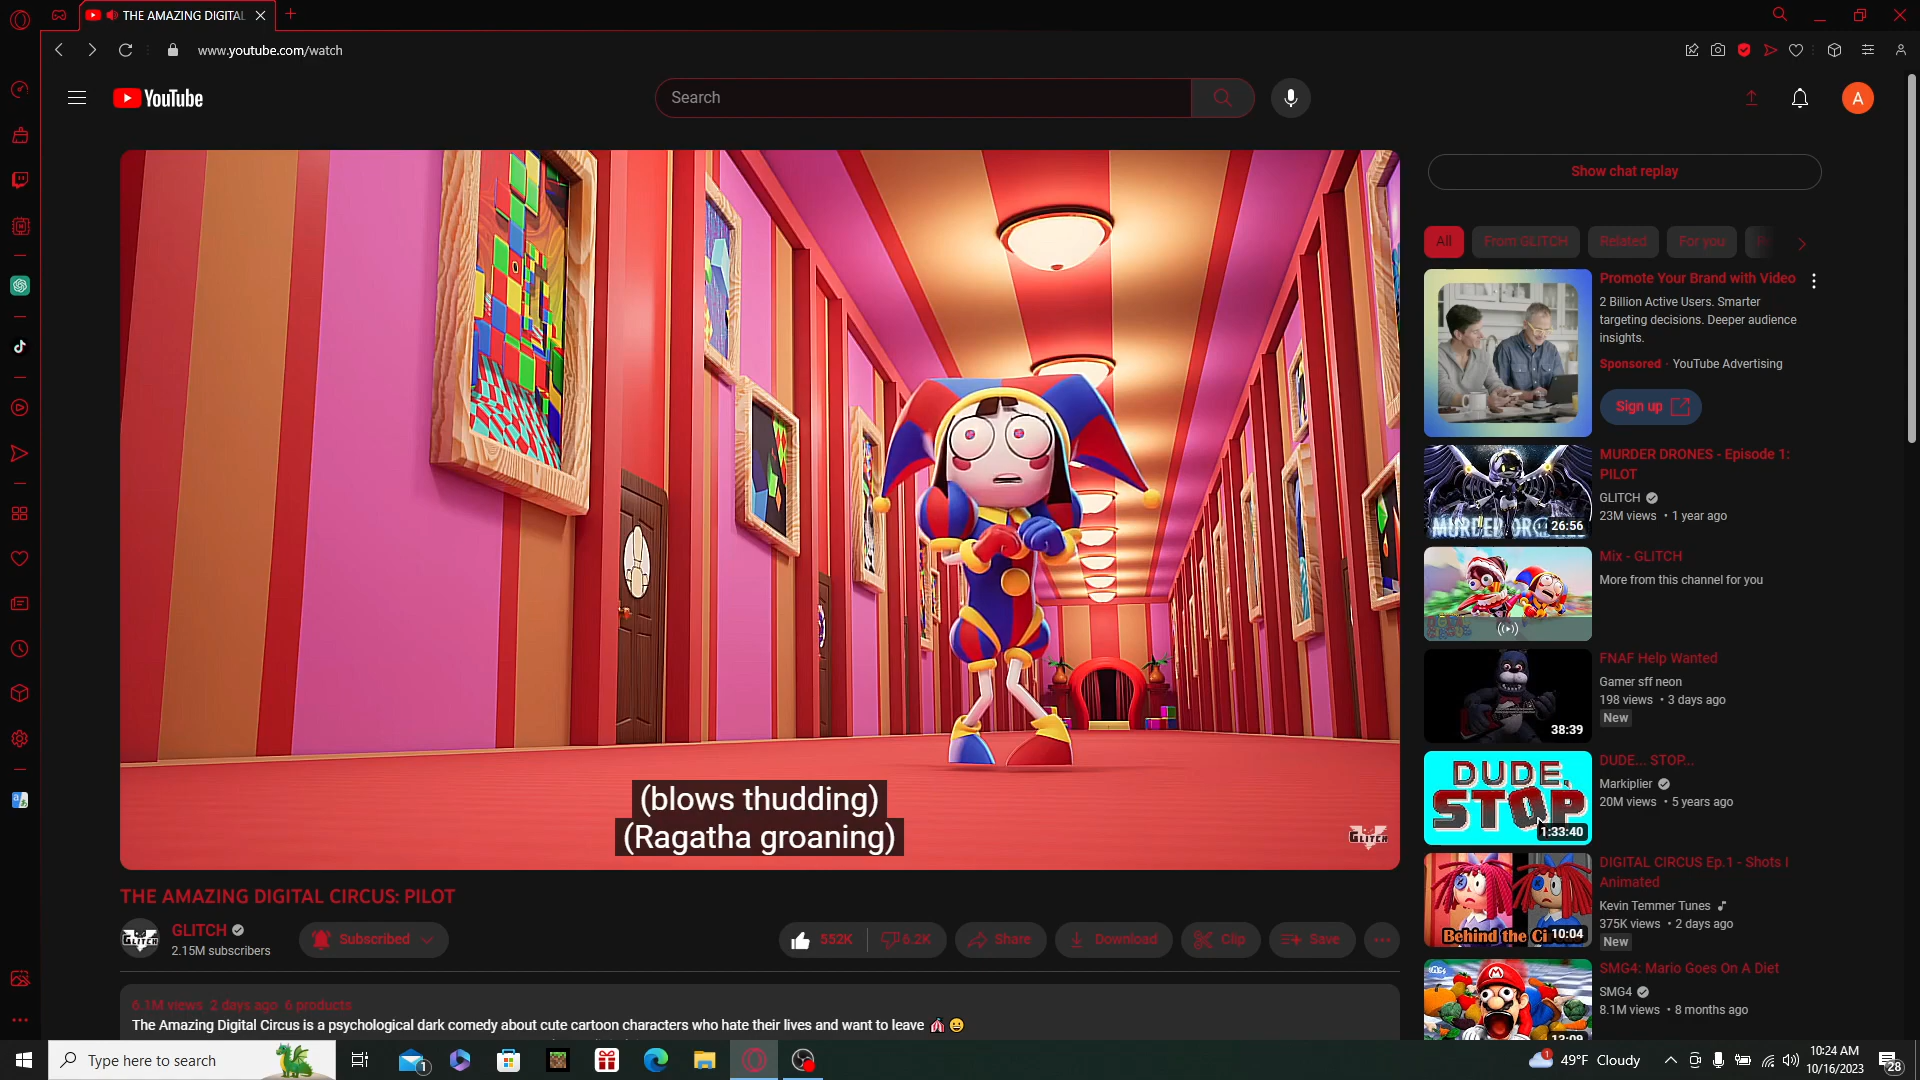 THE AMAZING DIGITAL
www.youtube.com/watch
YouTube
Search
A
Show chat replay
All
From GLITCH
Related
For you
Promote Your Brand with Video
2 Billion Active Users. Smarter
targeting decisions. Deeper audience
insights.
Sponsored · YouTube Advertising
Sign up
MURDER DRONES - Episode 1:
PILOT
GLITCH
23M views • 1 year ago
26:56
Mix - GLITCH
More from this channel for you
FNAF Help Wanted
Gamer sff neon
198 views • 3 days ago
New
38:39
DUDE... STOP...
Markiplier
20M views • 5 years ago
DUDE,
STOP
1:33:40
DIGITAL CIRCUS Ep.1 - Shots I
Animated
Kevin Temmer Tunes
375K views • 2 days ago
New
Behind the Ci
10:04
SMG4: Mario Goes On A Diet
SMG4
8.1M views • 8 months ago
13:09
(blows thudding)
(Ragatha groaning)
GLITCH
THE AMAZING DIGITAL CIRCUS: PILOT
GLITCH
2.15M subscribers
Subscribed
552K
6.2K
Share
Download
Clip
Save
6.1M views 2 days ago 6 products
The Amazing Digital Circus is a psychological dark comedy about cute cartoon characters who hate their lives and want to leave 🎪 😀
Type here to search
1
1
49°F Cloudy
10:24 AM
10/16/2023
28